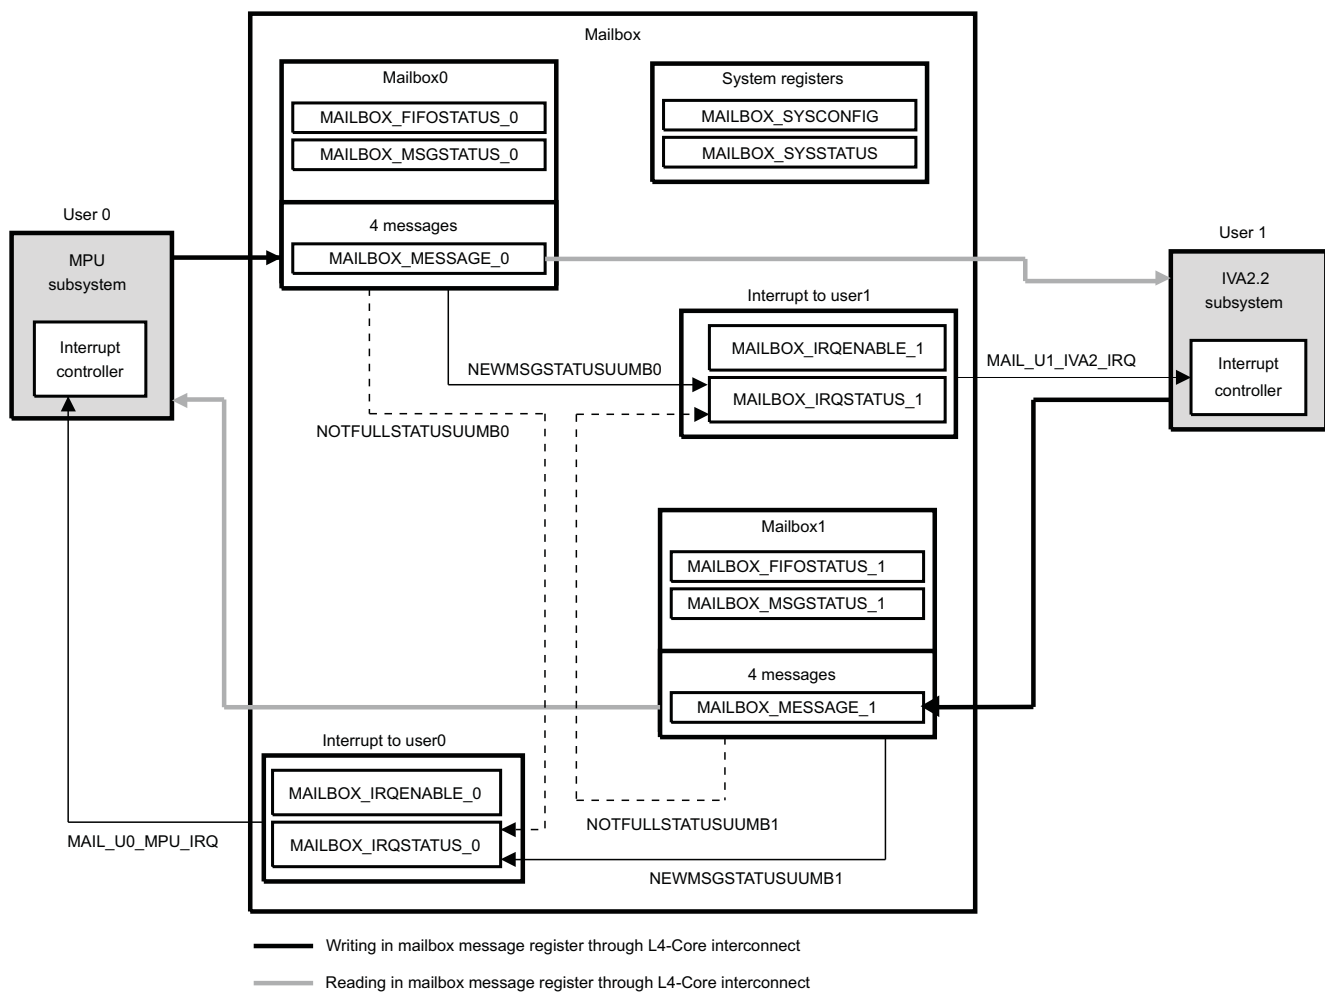 Mailbox
Mailbox0
MAILBOX_FIFOSTATUS_0
MAILBOX_MSGSTATUS_0
4 messages
MAILBOX_MESSAGE_0
System registers
MAILBOX_SYSCONFIG
MAILBOX_SYSSTATUS
User 0
MPU
subsystem
Interrupt
controller
User 1
IVA2.2
subsystem
Interrupt
controller
Interrupt to user1
MAILBOX_IRQENABLE_1
MAILBOX_IRQSTATUS_1
MAIL_U1_IVA2_IRQ
NEWMSGSTATUSUUMB0
NOTFULLSTATUSUUMB0
Mailbox1
MAILBOX_FIFOSTATUS_1
MAILBOX_MSGSTATUS_1
4 messages
MAILBOX_MESSAGE_1
Interrupt to user0
MAILBOX_IRQENABLE_0
MAILBOX_IRQSTATUS_0
MAIL_U0_MPU_IRQ
NOTFULLSTATUSUUMB1
NEWMSGSTATUSUUMB1
Writing in mailbox message register through L4-Core interconnect
Reading in mailbox message register through L4-Core interconnect